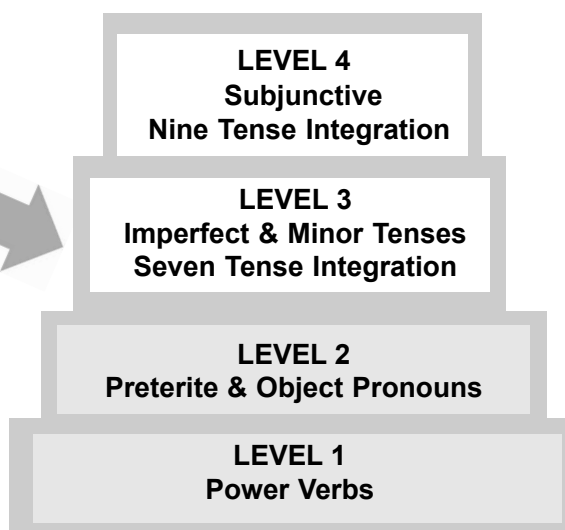 LEVEL 4
Subjunctive
Nine Tense Integration
LEVEL 3
Imperfect & Minor Tenses
Seven Tense Integration
LEVEL 2
Preterite & Object Pronouns
LEVEL 1
Power Verbs